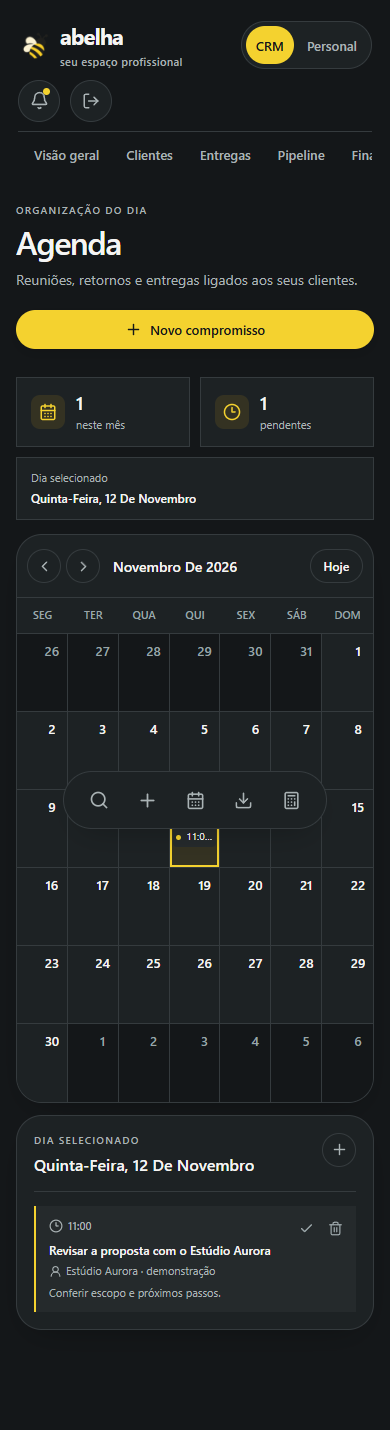 abelha
seu espaço profissional
CRM Personal
Visão geral Clientes Entregas Pipeline
ORGANIZAÇÃO DO DIA
Agenda
Reuniões, retornos e entregas ligados aos seus clientes.
Novo compromisso
1
neste mês
1
pendentes
Dia selecionado
Quinta-Feira, 12 De Novembro
Novembro De 2026
Hoje
SEG TER QUA QUI SEX SÁB DOM
26 27 28 29 30 31 1
2 3 4 5 6 7 8
9 15
11:0...
16 17 18 19 20 21 22
23 24 25 26 27 28 29
30 1 2 3 4 5 6
DIA SELECIONADO
Quinta-Feira, 12 De Novembro
11:00
Revisar a proposta com o Estúdio Aurora
Estúdio Aurora · demonstração
Conferir escopo e próximos passos.